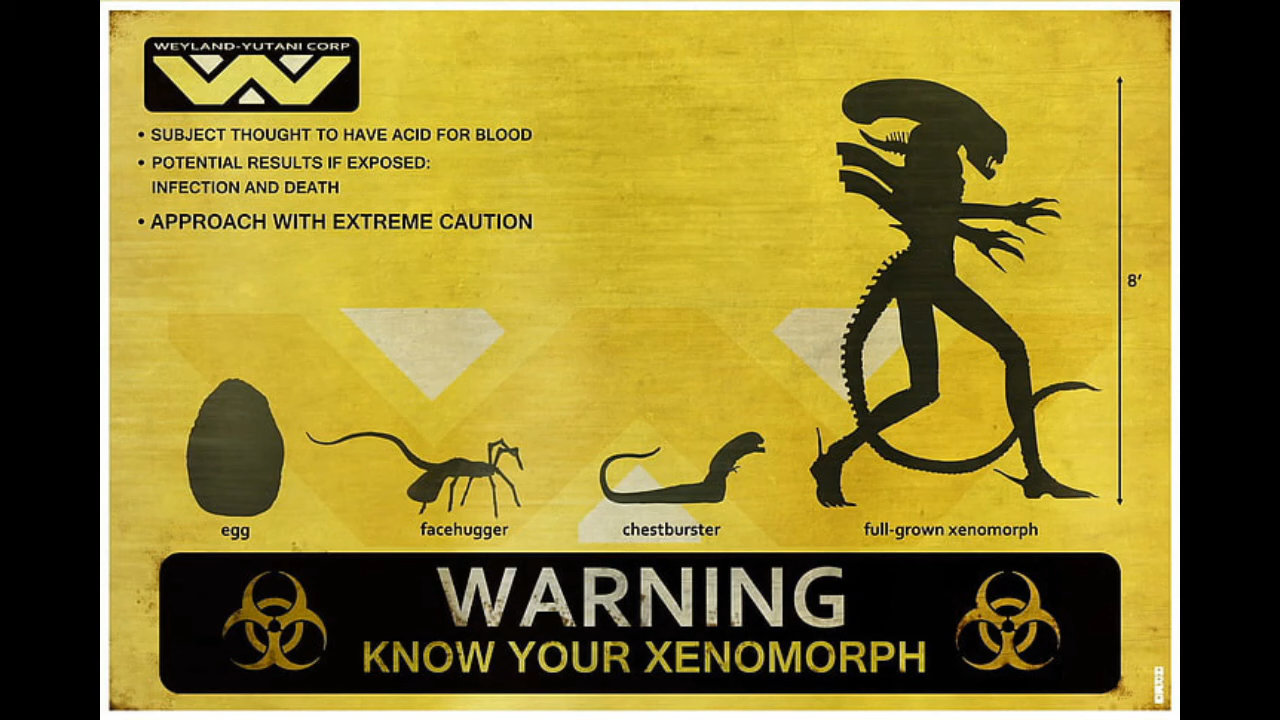 WEYLAND-YUTANI CORP
• SUBJECT THOUGHT TO HAVE ACID FOR BLOOD
• POTENTIAL RESULTS IF EXPOSED:
INFECTION AND DEATH
• APPROACH WITH EXTREME CAUTION
8'
egg
facehugger
chestburster
full-grown xenomorph
WARNING
KNOW YOUR XENOMORPH